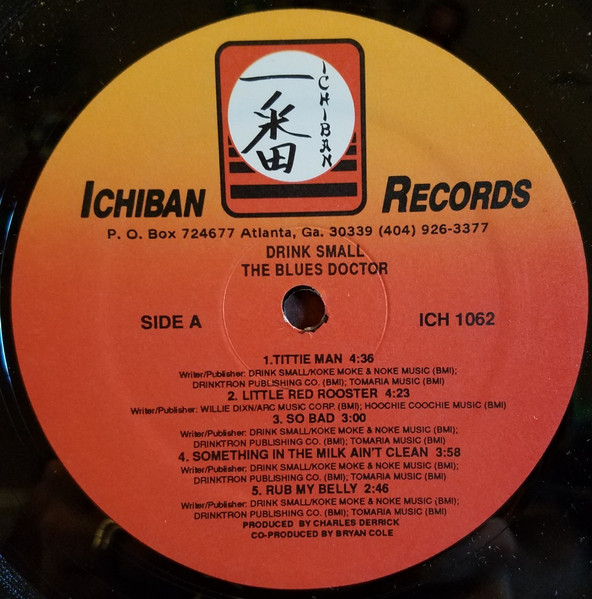 一番
ICHIBAN
ICHIBAN RECORDS
P. O. Box 724677 Atlanta, Ga. 30339 (404) 926-3377
DRINK SMALL
THE BLUES DOCTOR
SIDE A
ICH 1062
1.TITTIE MAN 4:36
Writer/Publisher: DRINK SMALL/KOKE MOKE & NOKE MUSIC (BMI);
DRINKTRON PUBLISHING CO. (BMI); TOMARIA MUSIC (BMI)
2. LITTLE RED ROOSTER 4:23
Writer/Publisher: WILLIE DIXN/ARC MUSIC CORP. (BMI); HOOCHIE COOCHIE MUSIC (BMI)
3. SO BAD 3:00
Writer/Publisher: DRINK SMALL/KOKE MOKE & NOKE MUSIC (BMI);
DRINKTRON PUBLISHING CO. (BMI); TOMARIA MUSIC (BMI)
4. SOMETHING IN THE MILK AIN'T CLEAN 3:58
Writer/Publisher: DRINK SMALL/KOKE MOKE & NOKE MUSIC (BMI);
DRINKTRON PUBLISHING CO. (BMI); TOMARIA MUSIC (BMI)
5. RUB MY BELLY 2:46
Writer/Publisher: DRINK SMALL/KOKE MOKE & NOKE MUSIC (BMI);
DRINKTRON PUBLISHING CO. (BMI); TOMARIA MUSIC (BMI)
PRODUCED BY CHARLES DERRICK
CO-PRODUCED BY BRYAN COLE